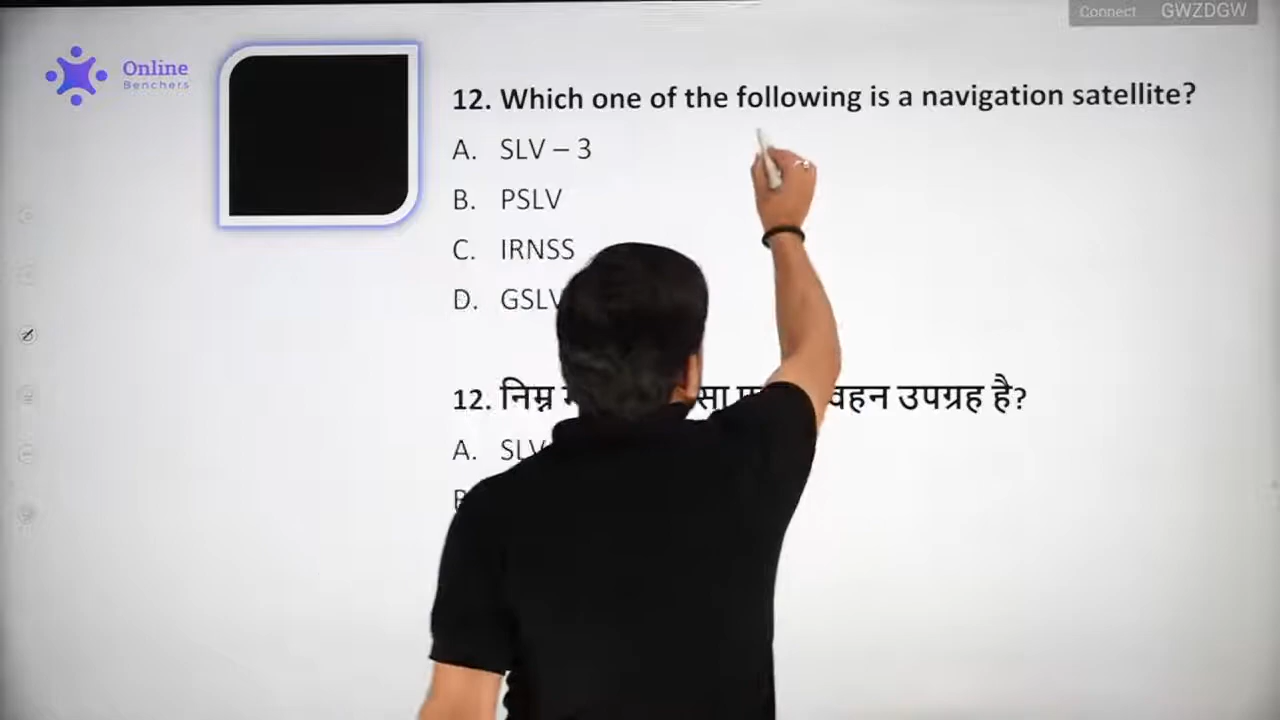 Connect GWZDGW
Online
Benchers
12. Which one of the following is a navigation satellite?
A. SLV – 3
B. PSLV
C. IRNSS
D. GSLV
12. निम्न उपग्रह है?
A. SLV